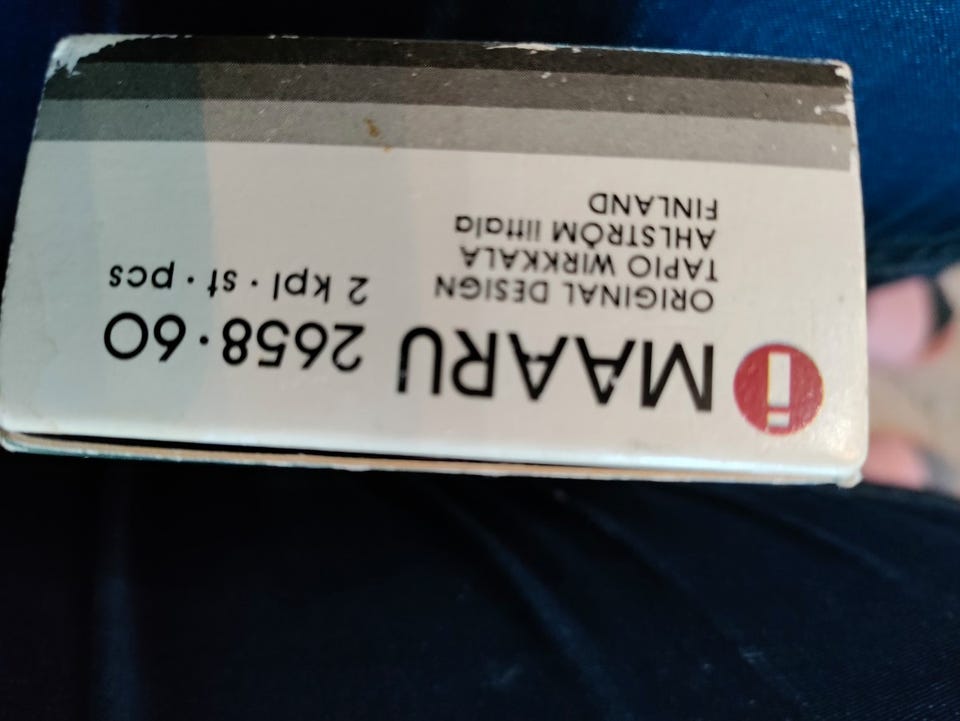 i MAARU 2658·60
ORIGINAL DESIGN 2 kpl · st · pcs
TAPIO WIRKKALA
AHLSTRÖM iittala
FINLAND